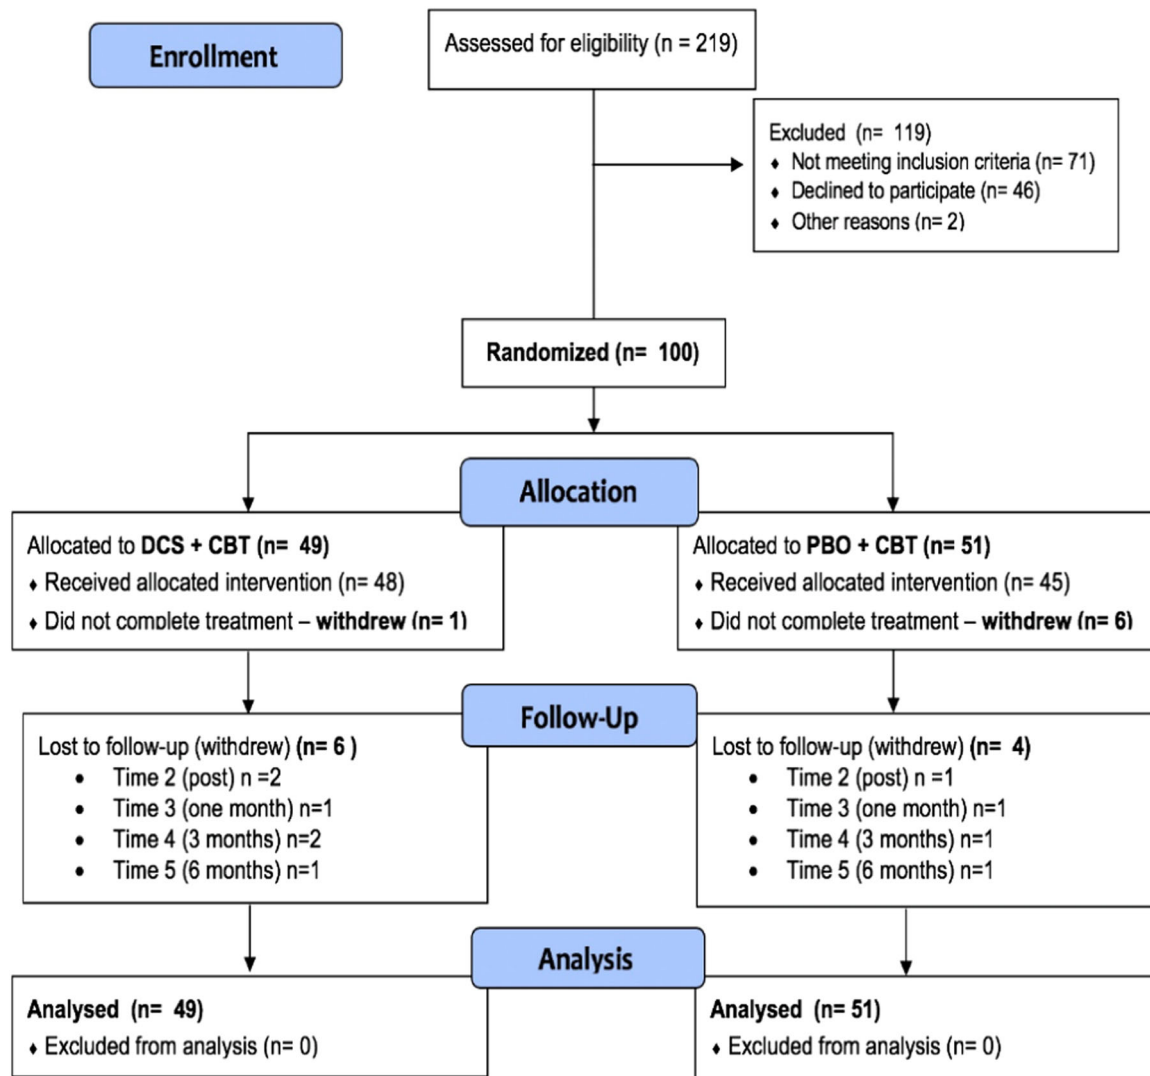 Enrollment
Assessed for eligibility (n = 219)
Excluded (n= 119)
♦ Not meeting inclusion criteria (n= 71)
♦ Declined to participate (n= 46)
♦ Other reasons (n= 2)
Randomized (n= 100)
Allocation
Allocated to DCS + CBT (n= 49)
♦ Received allocated intervention (n= 48)
♦ Did not complete treatment – withdrew (n= 1)
Allocated to PBO + CBT (n= 51)
♦ Received allocated intervention (n= 45)
♦ Did not complete treatment – withdrew (n= 6)
Follow-Up
Lost to follow-up (withdrew) (n= 6 )
• Time 2 (post) n =2
• Time 3 (one month) n=1
• Time 4 (3 months) n=2
• Time 5 (6 months) n=1
Lost to follow-up (withdrew) (n= 4)
• Time 2 (post) n =1
• Time 3 (one month) n=1
• Time 4 (3 months) n=1
• Time 5 (6 months) n=1
Analysis
Analysed (n= 49)
♦ Excluded from analysis (n= 0)
Analysed (n= 51)
♦ Excluded from analysis (n= 0)